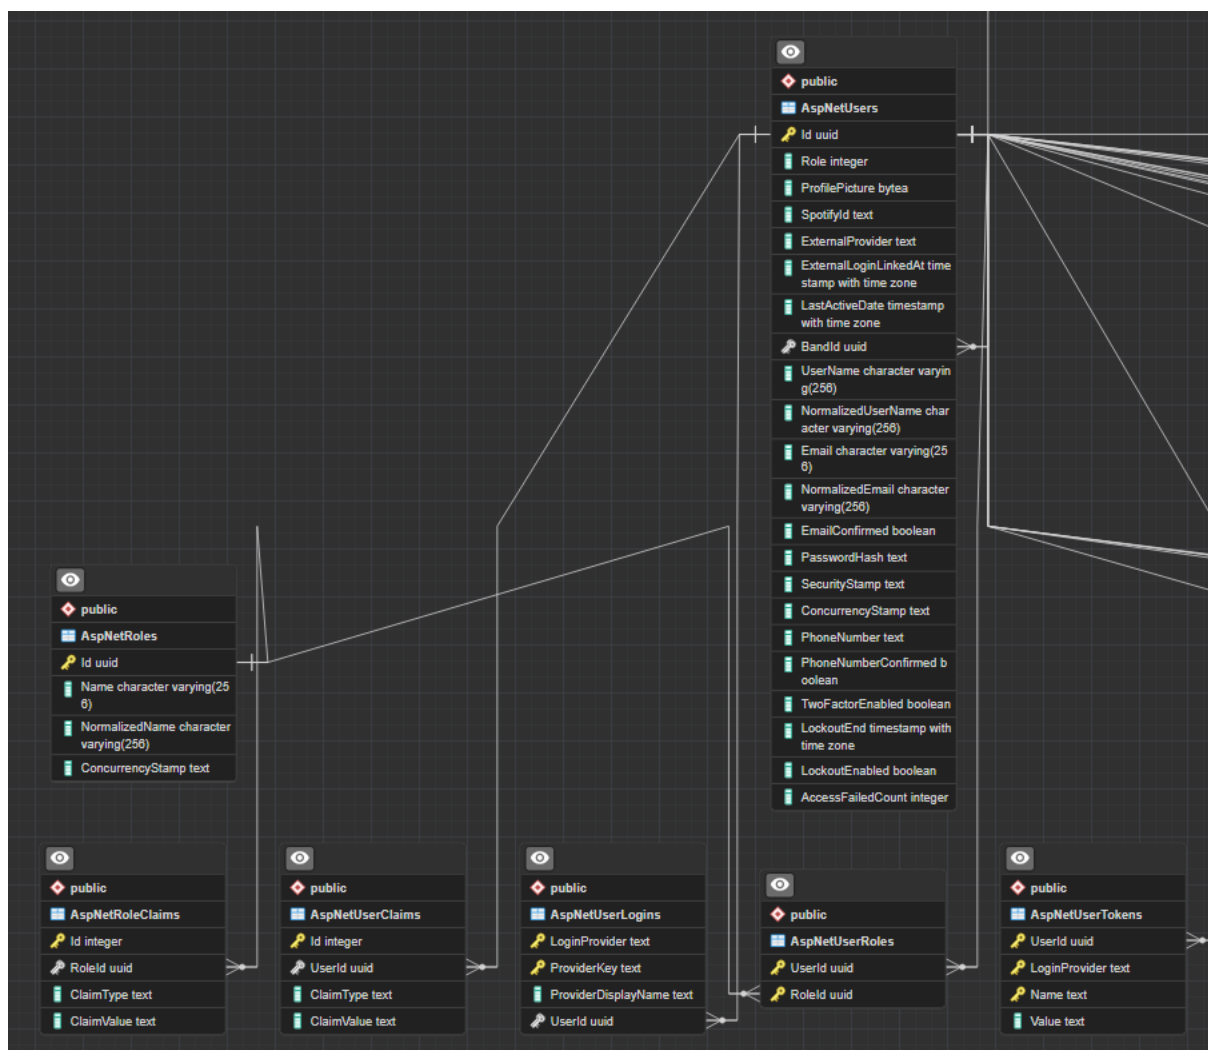 public
AspNetUsers
Id uuid
Role integer
ProfilePicture bytea
SpotifyId text
ExternalProvider text
ExternalLoginLinkedAt time
stamp with time zone
LastActiveDate timestamp
with time zone
BandId uuid
UserName character varyin
g(256)
NormalizedUserName char
acter varying(256)
Email character varying(25
6)
NormalizedEmail character
varying(256)
EmailConfirmed boolean
PasswordHash text
SecurityStamp text
ConcurrencyStamp text
PhoneNumber text
PhoneNumberConfirmed b
oolean
TwoFactorEnabled boolean
LockoutEnd timestamp with
time zone
LockoutEnabled boolean
AccessFailedCount integer
public
AspNetRoles
Id uuid
Name character varying(25
6)
NormalizedName character
varying(256)
ConcurrencyStamp text
public
AspNetRoleClaims
Id integer
RoleId uuid
ClaimType text
ClaimValue text
public
AspNetUserClaims
Id integer
UserId uuid
ClaimType text
ClaimValue text
public
AspNetUserLogins
LoginProvider text
ProviderKey text
ProviderDisplayName text
UserId uuid
public
AspNetUserRoles
UserId uuid
RoleId uuid
public
AspNetUserTokens
UserId uuid
LoginProvider text
Name text
Value text